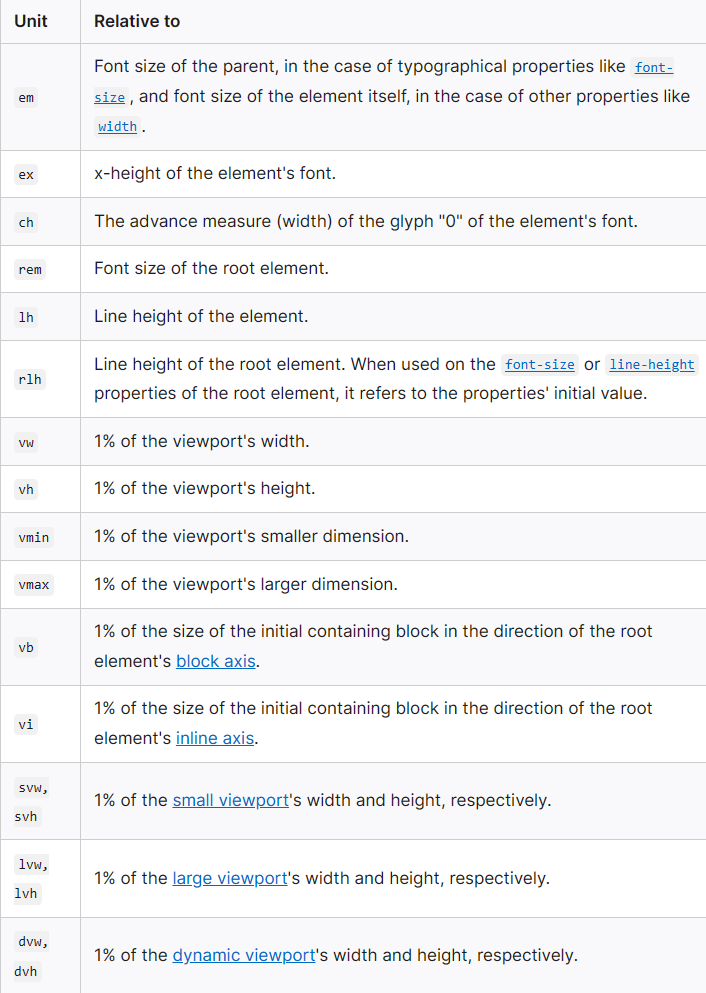 Unit Relative to
Font size of the parent, in the case of typographical properties like font-
em size, and font size of the element itself, in the case of other properties like
width.
ex x-height of the element's font.
ch The advance measure (width) of the glyph "0" of the element's font.
rem Font size of the root element.
lh Line height of the element.
rlh Line height of the root element. When used on the font-size or line-height
properties of the root element, it refers to the properties' initial value.
vw 1% of the viewport's width.
vh 1% of the viewport's height.
vmin 1% of the viewport's smaller dimension.
vmax 1% of the viewport's larger dimension.
vb 1% of the size of the initial containing block in the direction of the root
element's block axis.
vi 1% of the size of the initial containing block in the direction of the root
element's inline axis.
svw,
svh 1% of the small viewport's width and height, respectively.
lvw,
lvh 1% of the large viewport's width and height, respectively.
dvw,
dvh 1% of the dynamic viewport's width and height, respectively.